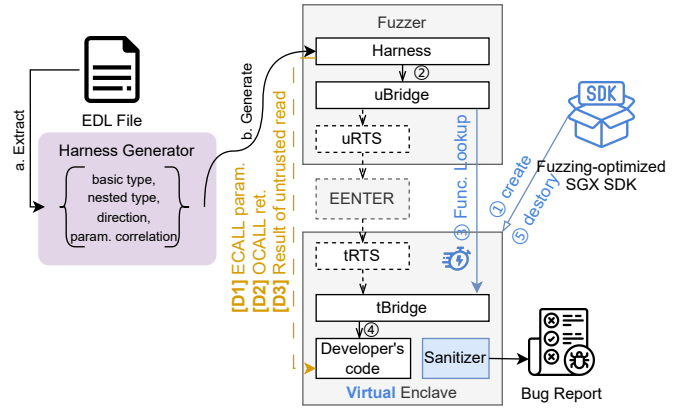 Fuzzer
Harness
②
uBridge
uRTS
EENTER
tRTS
tBridge
④
Developer's
code
Sanitizer
Virtual Enclave
EDL File
a. Extract
b. Generate
Harness Generator
basic type,
nested type,
direction,
param. correlation
[D1] ECALL param.
[D2] OCALL ret.
[D3] Result of untrusted read
③ Func. Lookup
① create
⑤ destory
SDK
Fuzzing-optimized
SGX SDK
Bug Report